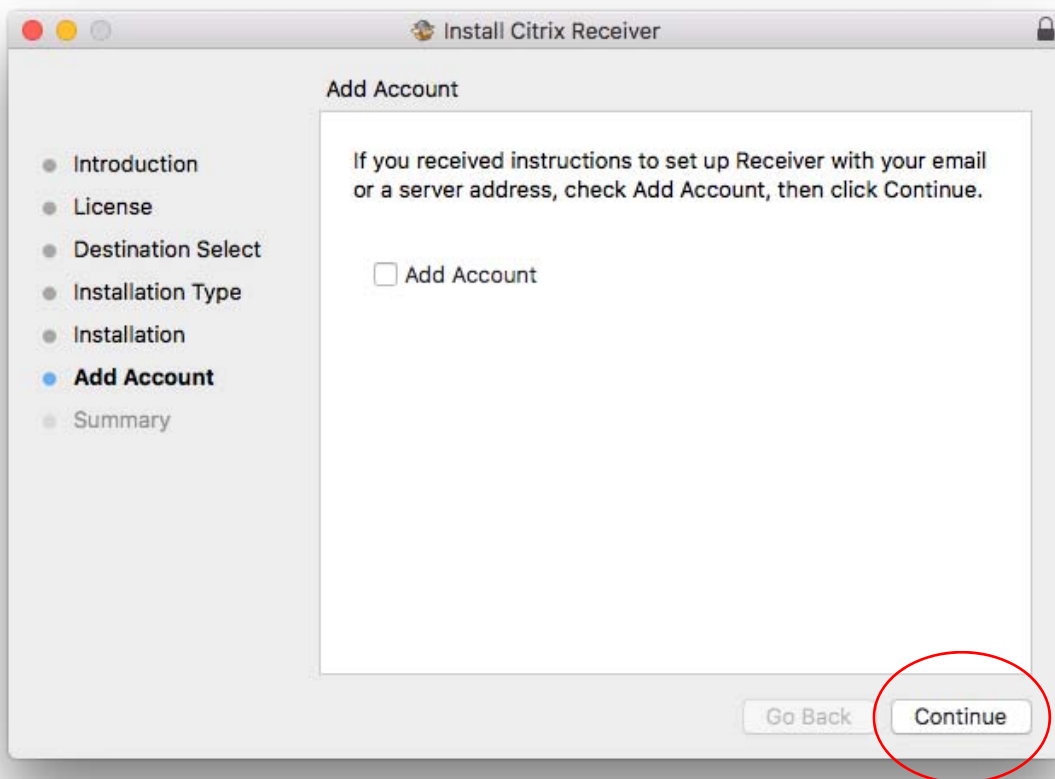 Install Citrix Receiver
Add Account
Introduction
License
Destination Select
Installation Type
Installation
Add Account
Summary
If you received instructions to set up Receiver with your email
or a server address, check Add Account, then click Continue.
Add Account
Go Back
Continue